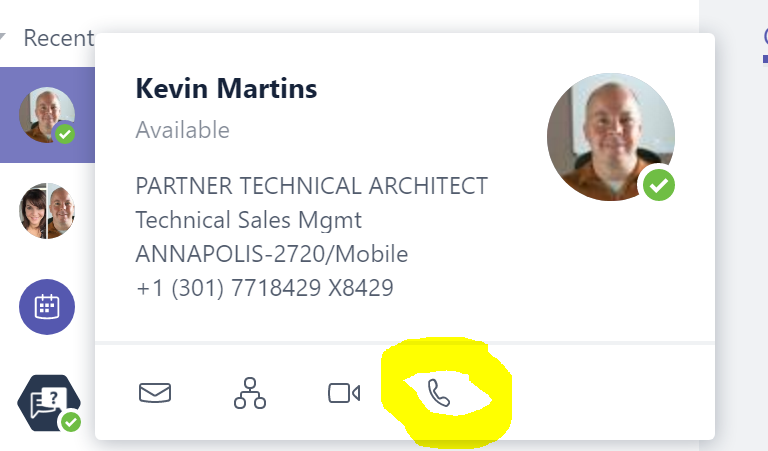 Recent
Kevin Martins
Available
PARTNER TECHNICAL ARCHITECT
Technical Sales Mgmt
ANNAPOLIS-2720/Mobile
+1 (301) 7718429 X8429
?